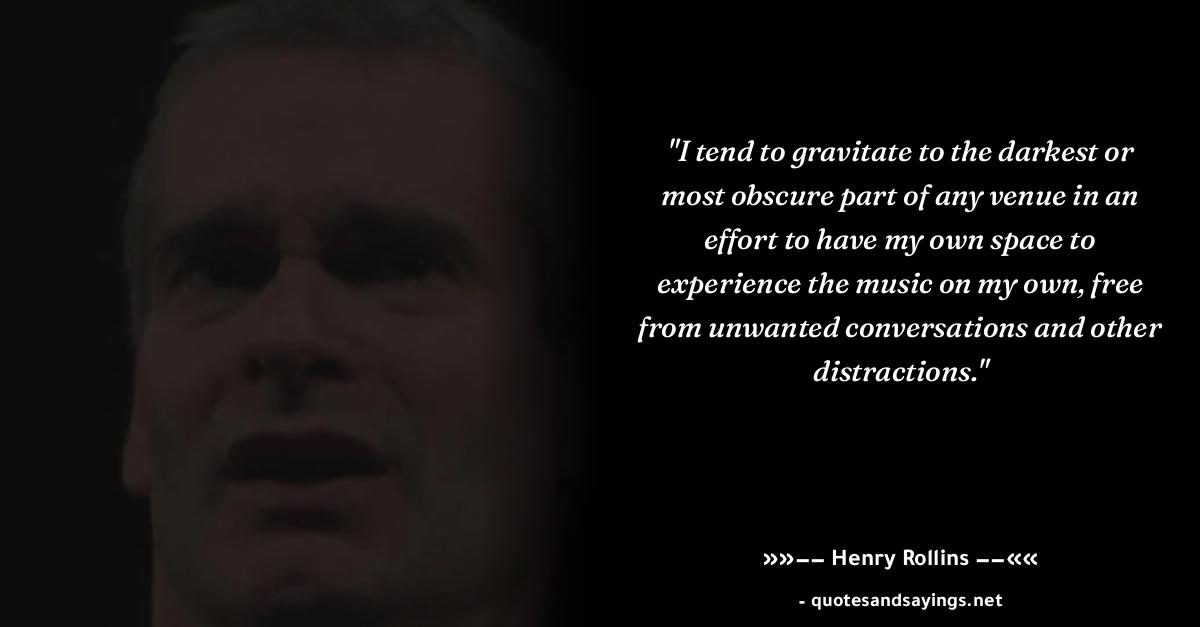 "I tend to gravitate to the darkest or
most obscure part of any venue in an
effort to have my own space to
experience the music on my own, free
from unwanted conversations and other
distractions."
»»–– Henry Rollins ––««
- quotesandsayings.net